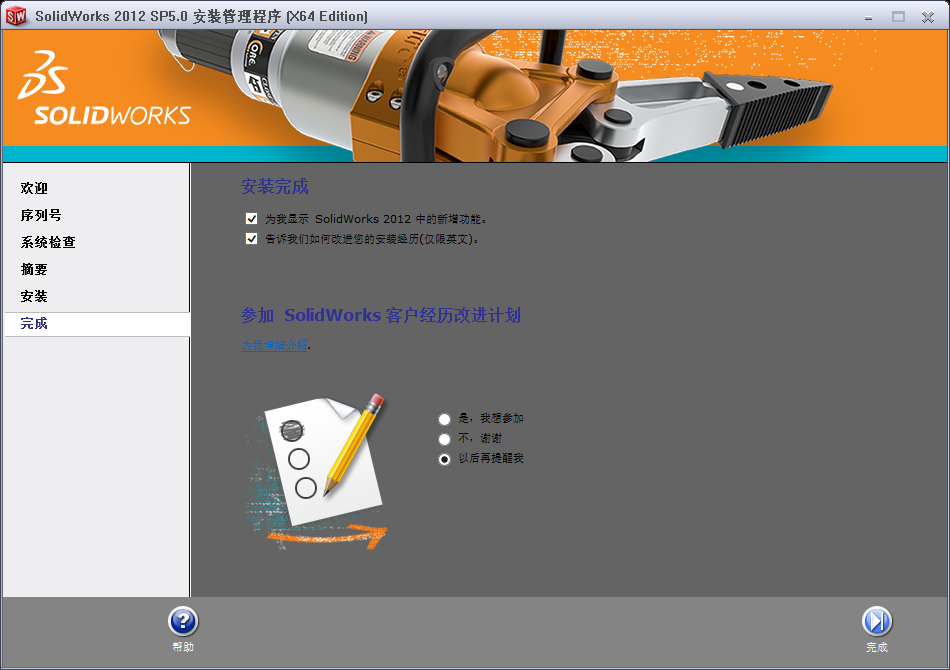 SolidWorks 2012 SP5.0 安装管理程序 (X64 Edition)
SOLIDWORKS
欢迎
序列号
系统检查
摘要
安装
完成
安装完成
为我显示 SolidWorks 2012 中的新增功能。
告诉我们如何改进您的安装经历(仅限英文)。
参加 SolidWorks 客户经历改进计划
为我详细介绍.
是，我想参加
不，谢谢
以后再提醒我
帮助
完成